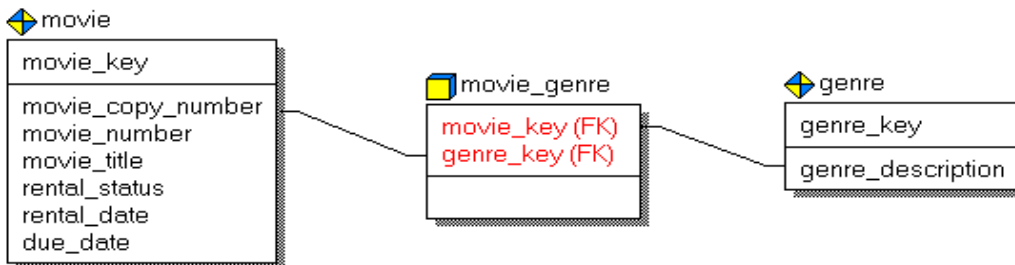 movie
movie_key
movie_copy_number
movie_number
movie_title
rental_status
rental_date
due_date
movie_genre
movie_key (FK)
genre_key (FK)
genre
genre_key
genre_description